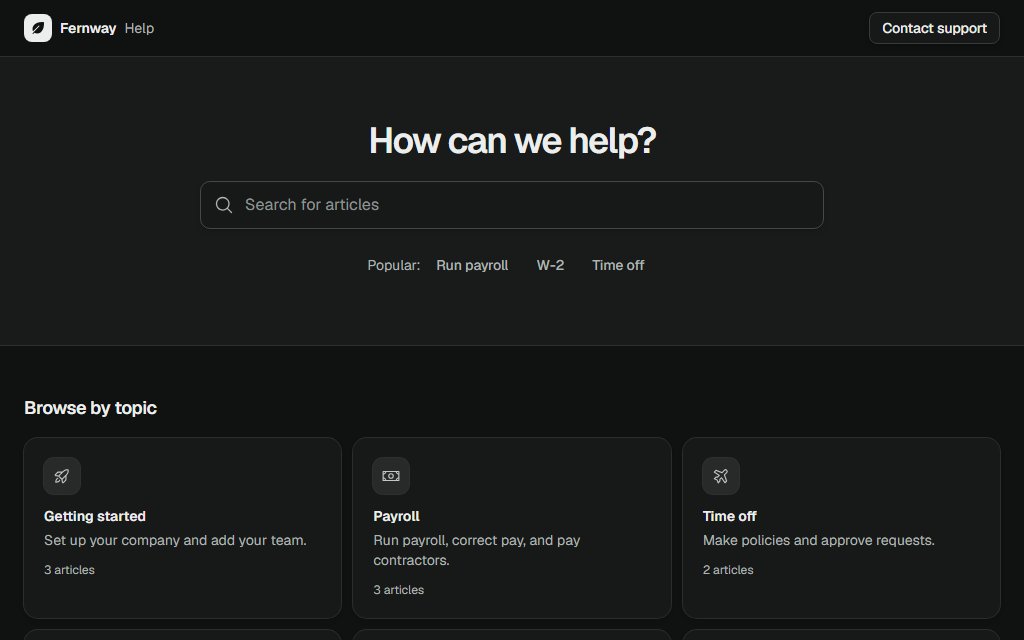 Fernway Help
Contact support
How can we help?
Search for articles
Popular: Run payroll W-2 Time off
Browse by topic
Getting started
Set up your company and add your team.
3 articles
Payroll
Run payroll, correct pay, and pay
contractors.
3 articles
Time off
Make policies and approve requests.
2 articles